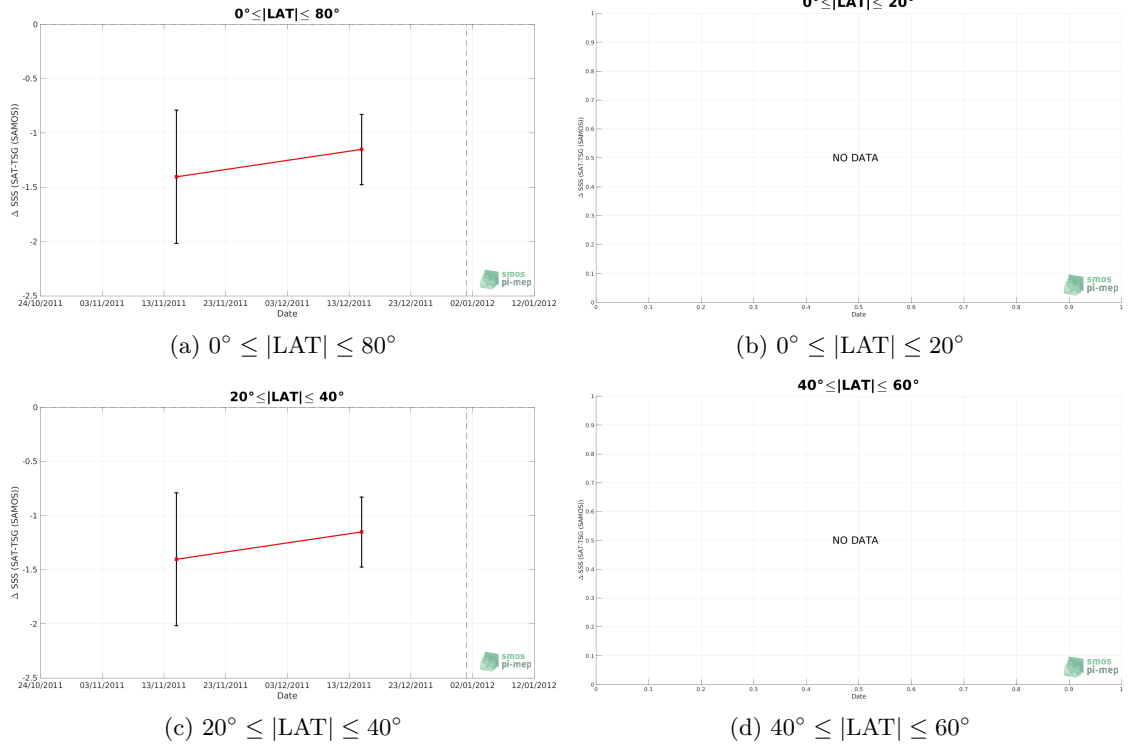 0°≤|LAT|≤ 80°
0
-0.5
-1
-1.5
-2
-2.5
Δ SSS (SAT-TSG (SAMOS))
24/10/2011 03/11/2011 13/11/2011 23/11/2011 03/12/2011 13/12/2011 23/12/2011 02/01/2012 12/01/2012
Date
smos
pi-mep
(a) 0° ≤ |LAT| ≤ 80°
0°≤|LAT|≤ 20°
1
0.9
0.8
0.7
0.6
0.5
0.4
0.3
0.2
0.1
0
Δ SSS (SAT-TSG (SAMOS))
NO DATA
0 0.1 0.2 0.3 0.4 0.5 0.6 0.7 0.8 0.9 1
Date
smos
pi-mep
(b) 0° ≤ |LAT| ≤ 20°
20°≤|LAT|≤ 40°
0
-0.5
-1
-1.5
-2
-2.5
Δ SSS (SAT-TSG (SAMOS))
24/10/2011 03/11/2011 13/11/2011 23/11/2011 03/12/2011 13/12/2011 23/12/2011 02/01/2012 12/01/2012
Date
smos
pi-mep
(c) 20° ≤ |LAT| ≤ 40°
40°≤|LAT|≤ 60°
1
0.9
0.8
0.7
0.6
0.5
0.4
0.3
0.2
0.1
0
Δ SSS (SAT-TSG (SAMOS))
NO DATA
0 0.1 0.2 0.3 0.4 0.5 0.6 0.7 0.8 0.9 1
Date
smos
pi-mep
(d) 40° ≤ |LAT| ≤ 60°